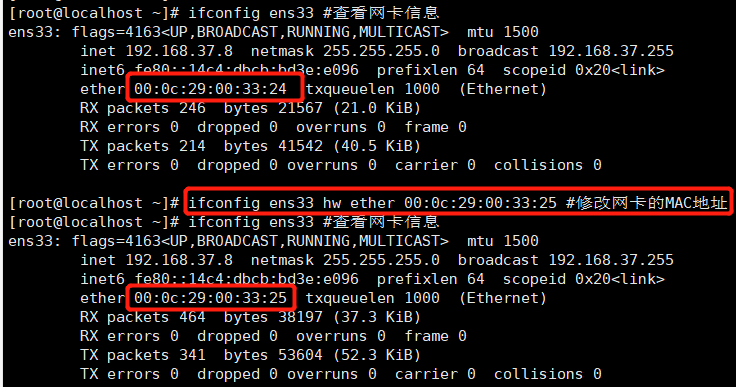 [root@localhost ~]# ifconfig ens33 #查看网卡信息
ens33: flags=4163<UP,BROADCAST,RUNNING,MULTICAST>  mtu 1500
        inet 192.168.37.8  netmask 255.255.255.0  broadcast 192.168.37.255
        inet6 fe80::14c4:dbcb:bd3e:e096  prefixlen 64  scopeid 0x20<link>
        ether 00:0c:29:00:33:24  txqueuelen 1000  (Ethernet)
        RX packets 246  bytes 21567 (21.0 KiB)
        RX errors 0  dropped 0  overruns 0  frame 0
        TX packets 214  bytes 41542 (40.5 KiB)
        TX errors 0  dropped 0 overruns 0  carrier 0  collisions 0
[root@localhost ~]# ifconfig ens33 hw ether 00:0c:29:00:33:25 #修改网卡的MAC地址
[root@localhost ~]# ifconfig ens33 #查看网卡信息
ens33: flags=4163<UP,BROADCAST,RUNNING,MULTICAST>  mtu 1500
        inet 192.168.37.8  netmask 255.255.255.0  broadcast 192.168.37.255
        inet6 fe80::14c4:dbcb:bd3e:e096  prefixlen 64  scopeid 0x20<link>
        ether 00:0c:29:00:33:25  txqueuelen 1000  (Ethernet)
        RX packets 464  bytes 38197 (37.3 KiB)
        RX errors 0  dropped 0  overruns 0  frame 0
        TX packets 341  bytes 53604 (52.3 KiB)
        TX errors 0  dropped 0 overruns 0  carrier 0  collisions 0